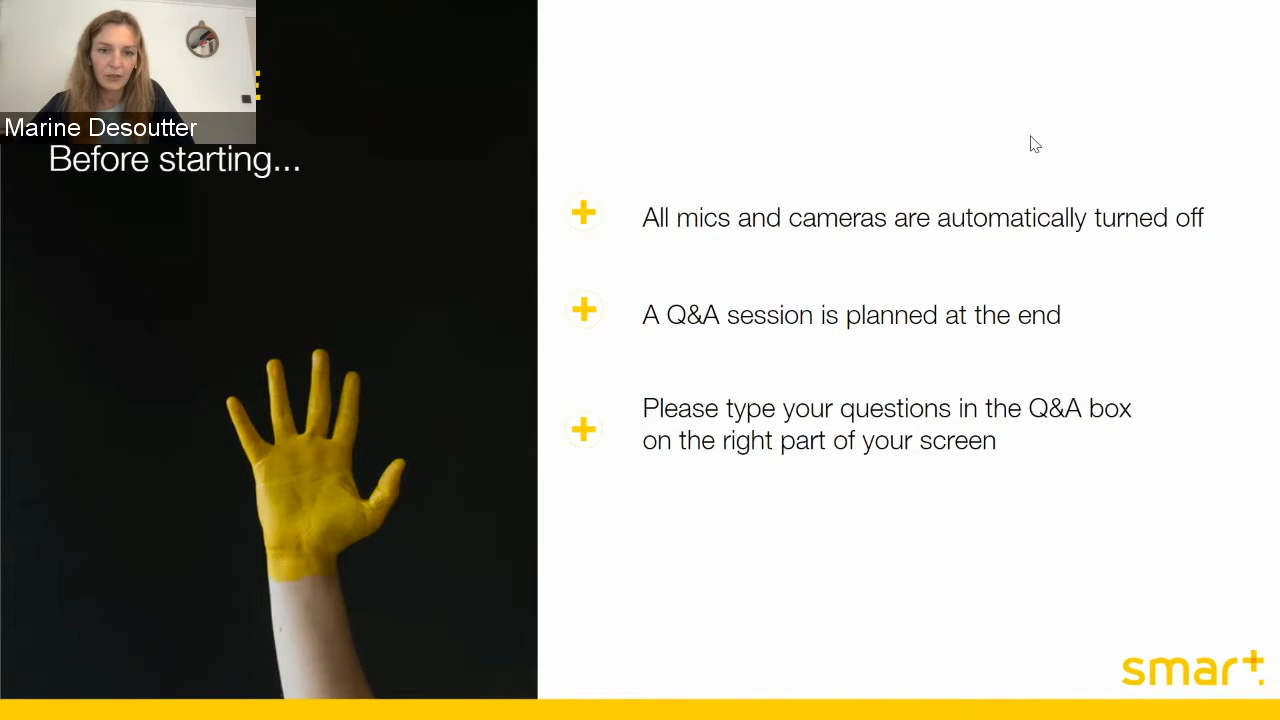 Marine Desoutter
Before starting...
All mics and cameras are automatically turned off
A Q&A session is planned at the end
Please type your questions in the Q&A box
on the right part of your screen
smart.